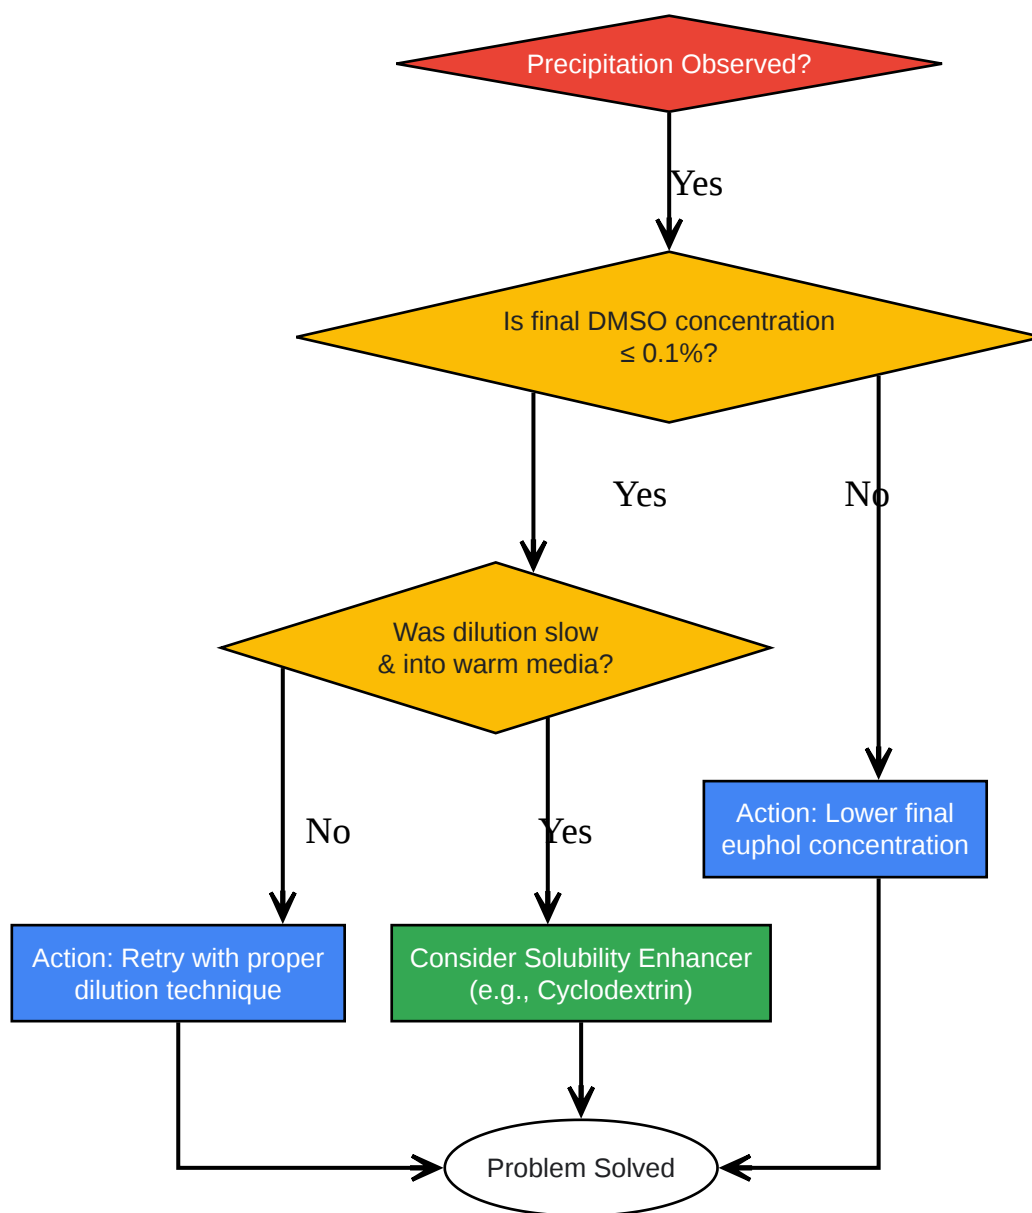 Precipitation Observed?
Yes
Is final DMSO concentration
≤ 0.1%?
Yes
No
Was dilution slow
& into warm media?
No
Yes
Action: Lower final
euphol concentration
Action: Retry with proper
dilution technique
Consider Solubility Enhancer
(e.g., Cyclodextrin)
Problem Solved